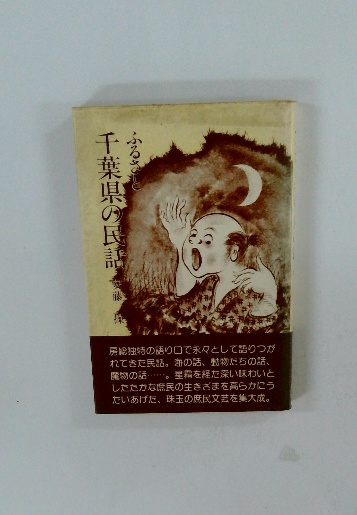 ふるさと
千葉県の民話
房総独特の語り口で永々として語りつが
れてきた民話。海の話、動物たちの話、
魔物の話……。星霜を経た深い味わいと
したたかな庶民の生きざまを高らかにう
たいあげた、珠玉の庶民文芸を集大成。